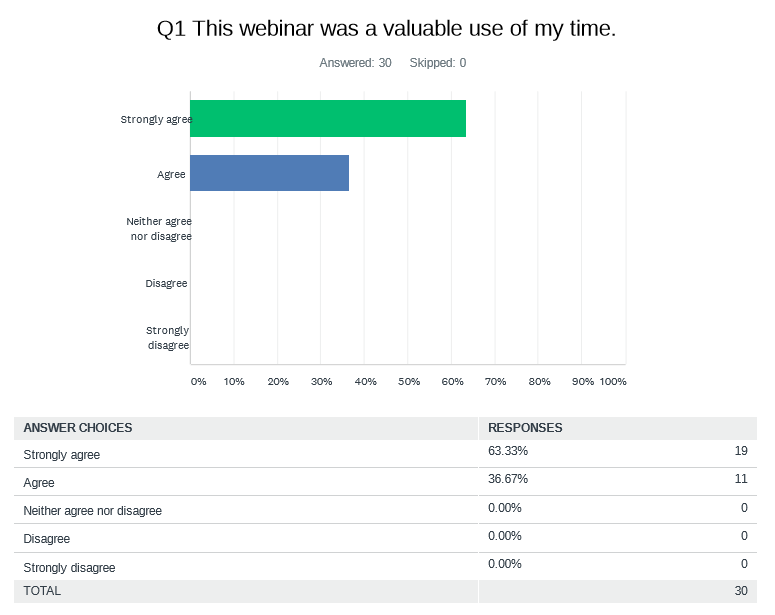 Q1 This webinar was a valuable use of my time.
Answered: 30 Skipped: 0
Strongly agree
Agree
Neither agree
nor disagree
Disagree
Strongly
disagree
0% 10% 20% 30% 40% 50% 60% 70% 80% 90% 100%
ANSWER CHOICES RESPONSES
Strongly agree 63.33% 19
Agree 36.67% 11
Neither agree nor disagree 0.00% 0
Disagree 0.00% 0
Strongly disagree 0.00% 0
TOTAL 30